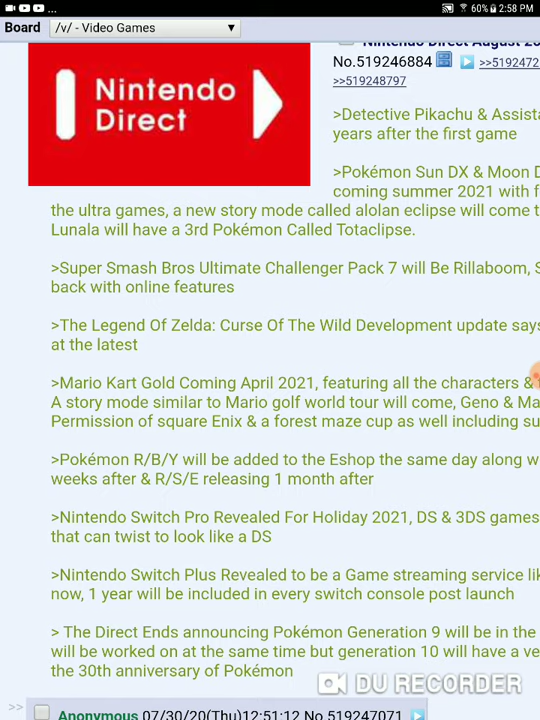 60% 2:58 PM
Board /v/ - Video Games
Nintendo Direct August
No.519246884 >>5192472
>>519248797
Nintendo
Direct
>Detective Pikachu &
years after the first game
>Pokémon Sun DX & Moon
coming summer 2021 with
the ultra games, a new story mode called alolan eclipse will come
Lunala will have a 3rd Pokémon Called Totaclipse.
>Super Smash Bros Ultimate Challenger Pack 7 will Be Rillaboom,
back with online features
>The Legend Of Zelda: Curse Of The Wild Development update says
at the latest
>Mario Kart Gold Coming April 2021, featuring all the characters &
A story mode similar to Mario golf world tour will come, Geno &
Permission of square Enix & a forest maze cup as well including
>Pokémon R/B/Y will be added to the Eshop the same day along
weeks after & R/S/E releasing 1 month after
>Nintendo Switch Pro Revealed For Holiday 2021, DS & 3DS games
that can twist to look like a DS
>Nintendo Switch Plus Revealed to be a Game streaming service
now, 1 year will be included in every switch console post launch
> The Direct Ends announcing Pokémon Generation 9 will be in the
will be worked on at the same time but generation 10 will have a
the 30th anniversary of Pokémon
DU RECORDER
>> Anonymous 07/30/20(Thu)12:51:12 No.519247071